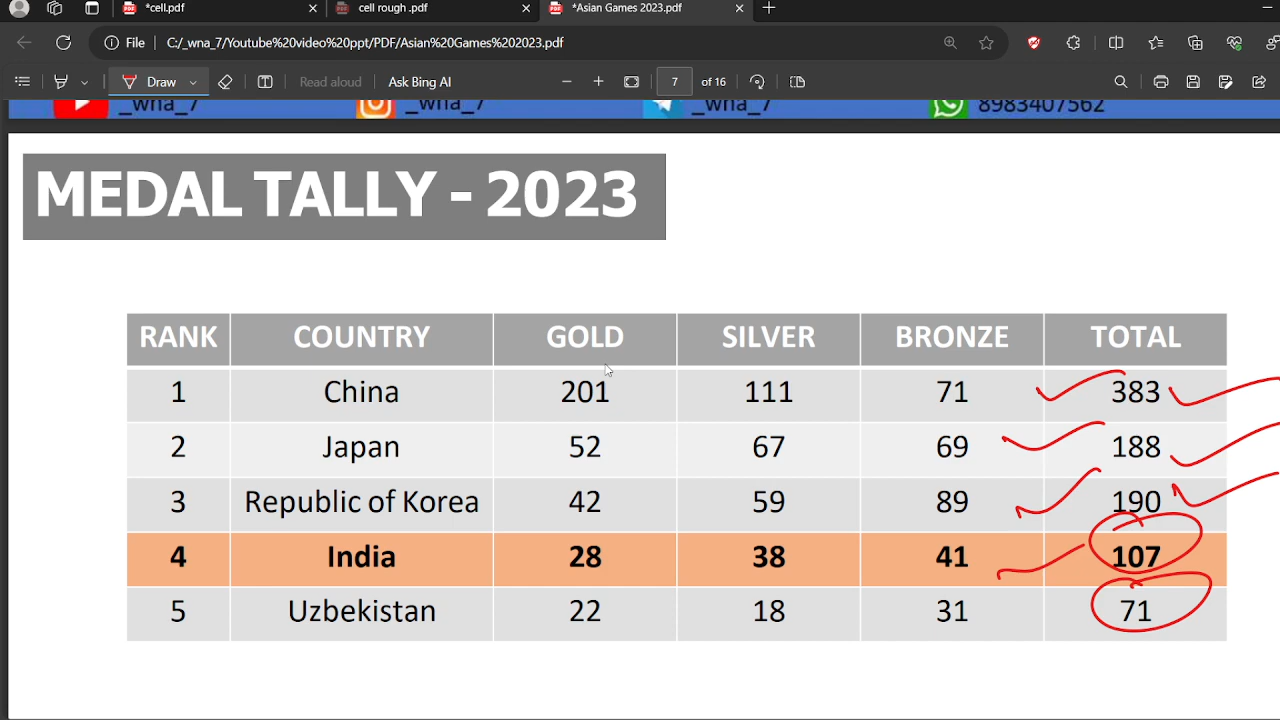 *cell.pdf
cell rough .pdf
*Asian Games 2023.pdf
File C:/_wna_7/Youtube%20video%20ppt/PDF/Asian%20Games%202023.pdf
Draw Read aloud Ask Bing AI 7 of 16
_wna_7 _wna_7 _wna_7 8983407562
MEDAL TALLY - 2023
RANK COUNTRY GOLD SILVER BRONZE TOTAL
1 China 201 111 71 383
2 Japan 52 67 69 188
3 Republic of Korea 42 59 89 190
4 India 28 38 41 107
5 Uzbekistan 22 18 31 71